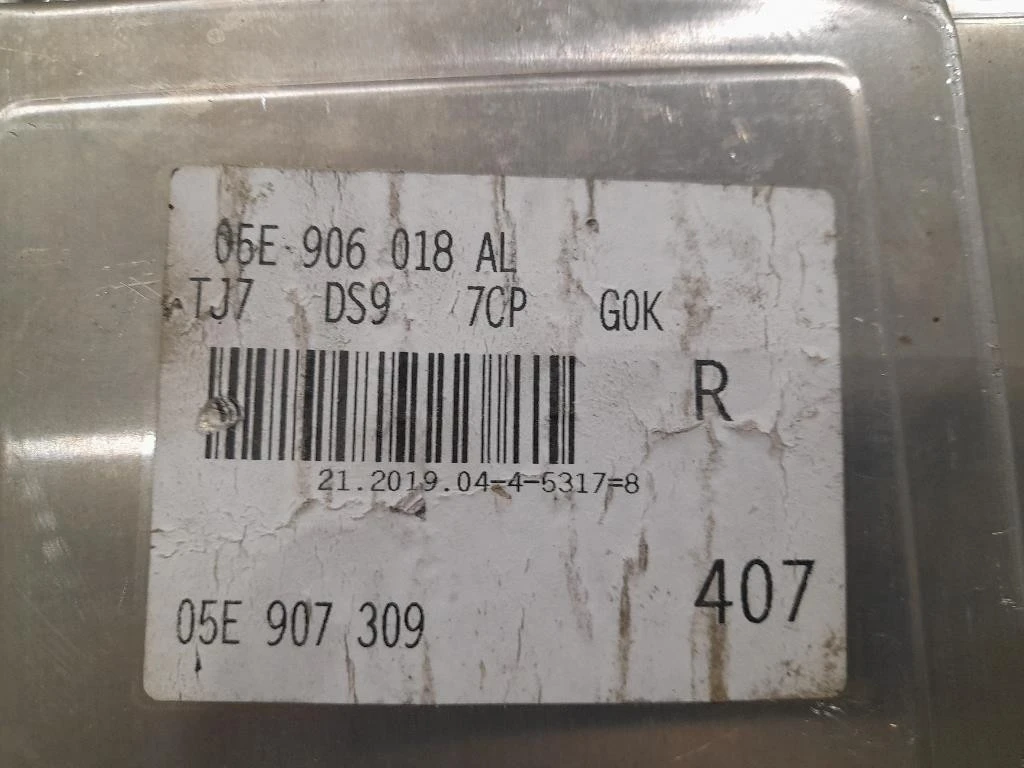 05E 906 018 AL
TJ7 DS9 7CP G0K
R
21.2019.04-4-5317=8
407
05E 907 309